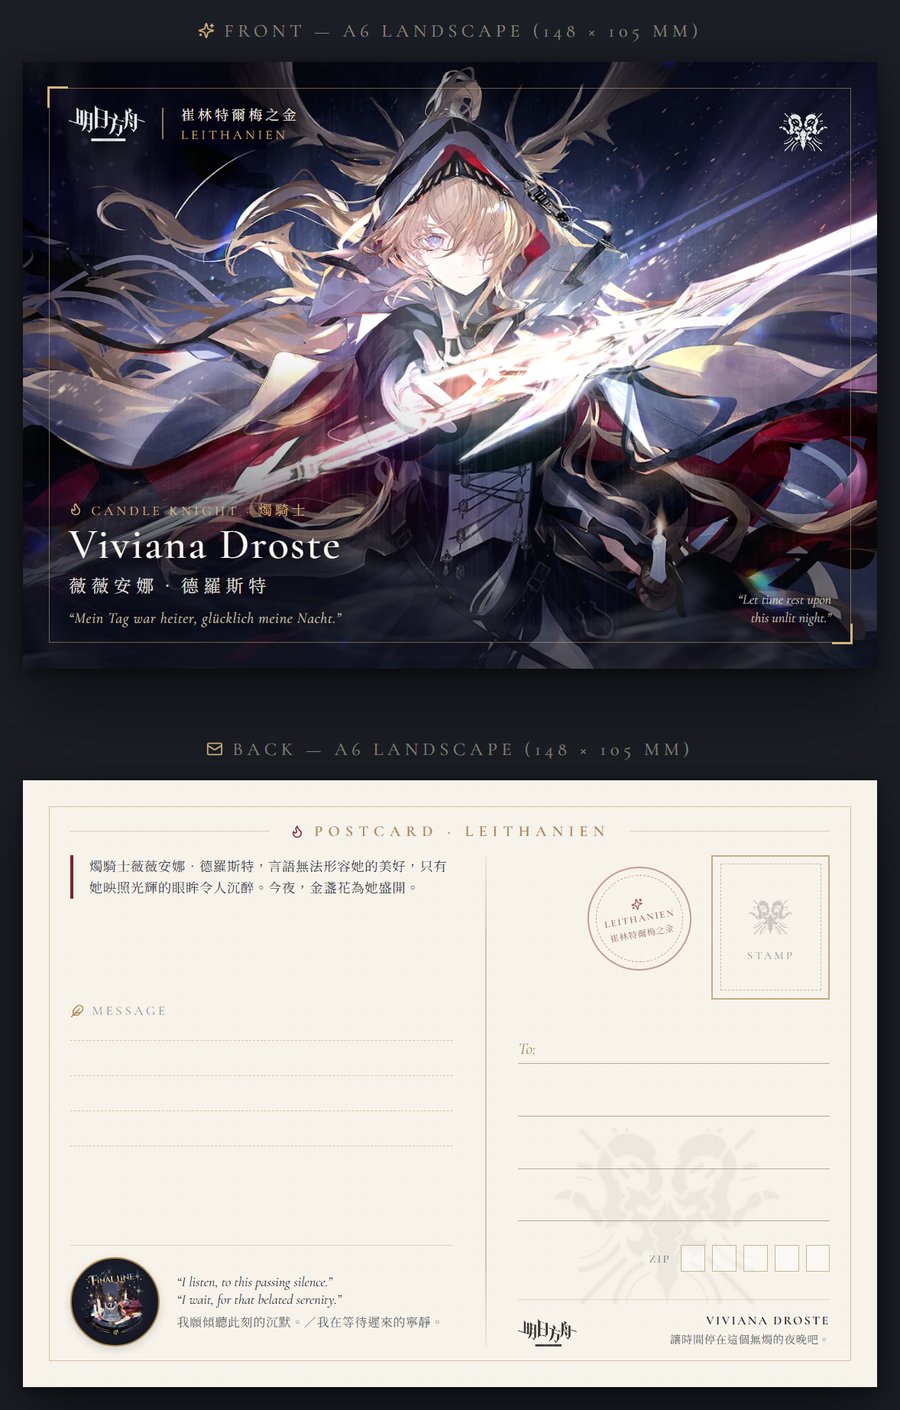 FRONT — A6 LANDSCAPE (148 × 105 MM)
明日方舟
崔林特爾梅之金
LEITHANIEN
CANDLE KNIGHT · 燭騎士
Viviana Droste
薇薇安娜 · 德羅斯特
“Mein Tag war heiter, glücklich meine Nacht.”
“Let time rest upon
this unlit night.”
BACK — A6 LANDSCAPE (148 × 105 MM)
POSTCARD · LEITHANIEN
燭騎士薇薇安娜 · 德羅斯特，言語無法形容她的美好，只有
她映照光輝的眼眸令人沉醉。今夜，金盞花為她盛開。
LEITHANIEN
崔林特爾梅之金
STAMP
MESSAGE
To:
ZIP
FINAL LINE
“I listen, to this passing silence.”
“I wait, for that belated serenity.”
我願傾聽此刻的沉默。／我在等待遲來的寧靜。
明日方舟
VIVIANA DROSTE
讓時間停在這個無燭的夜晚吧。